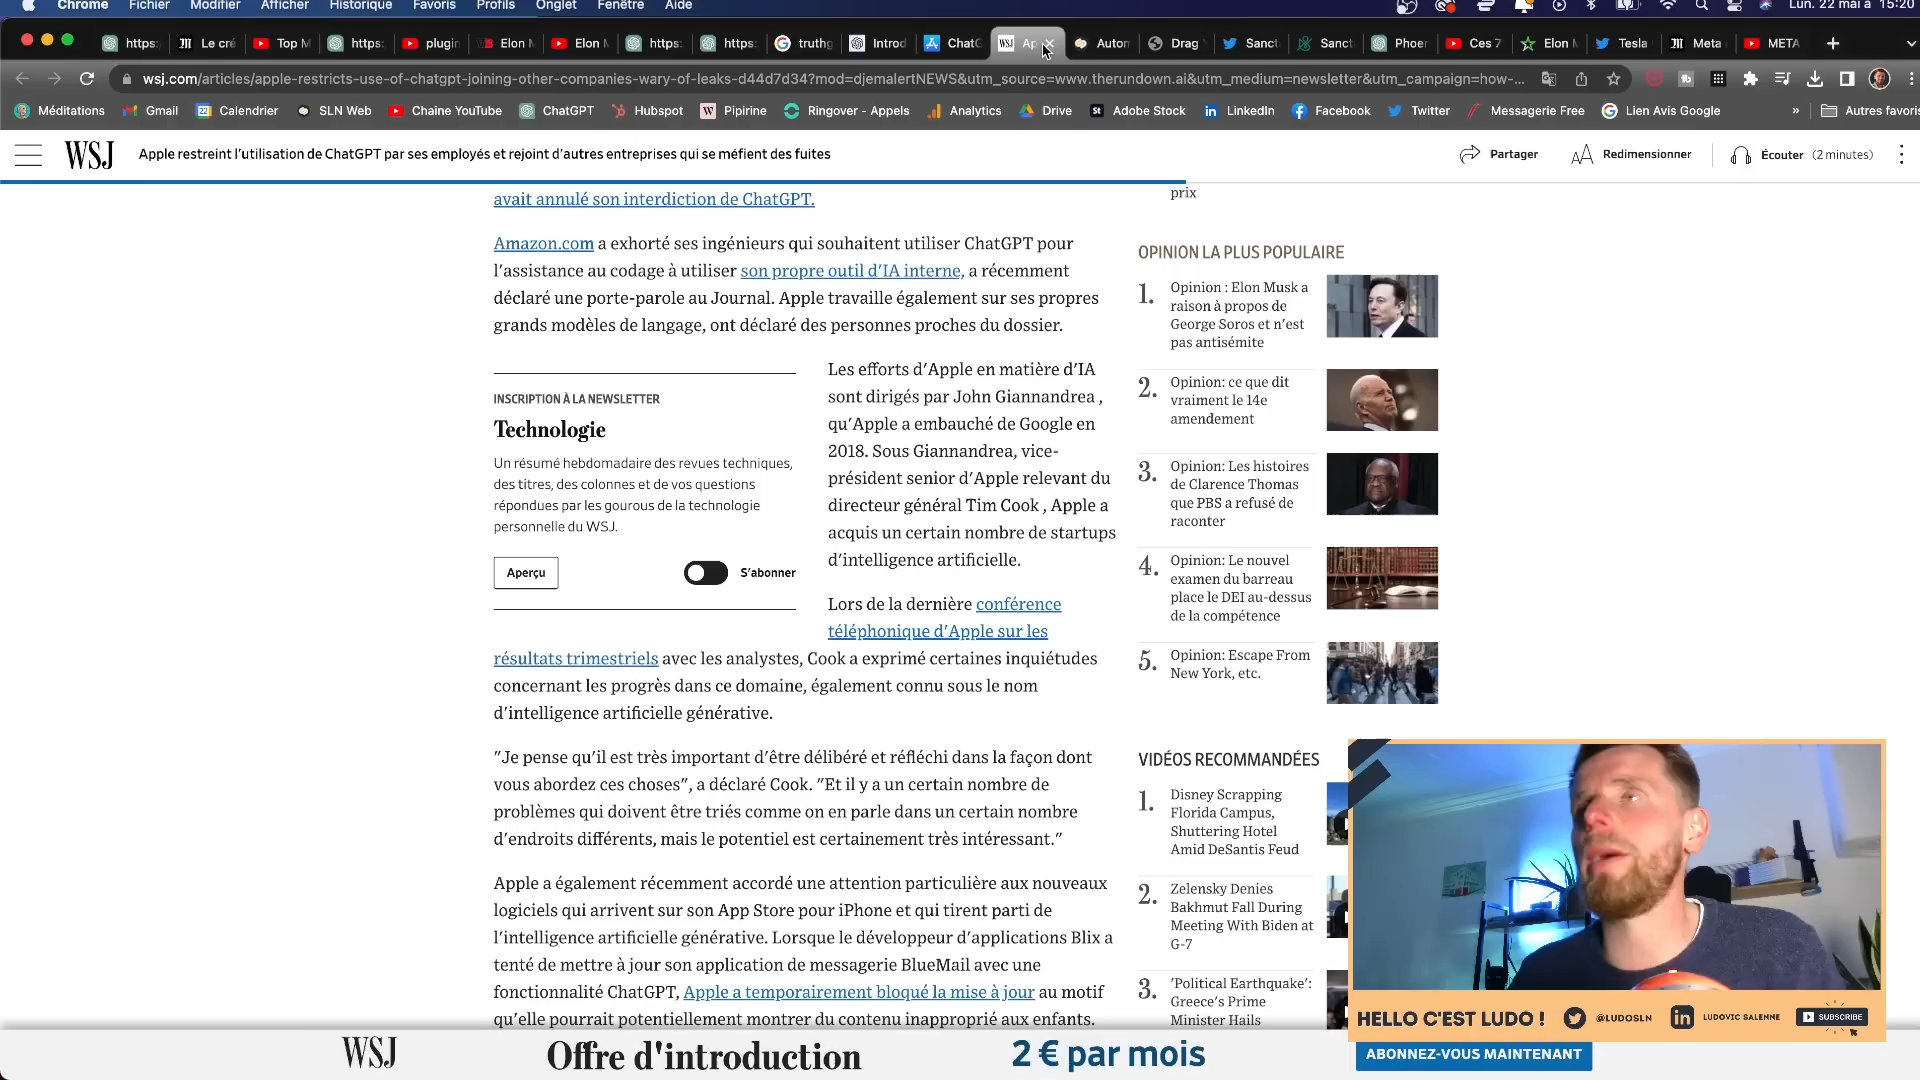 Chrome Fichier Modifier Afficher Historique Favoris Profils Onglet Fenêtre Aide
Lun. 22 mai à 15:20
https: Le cré Top M https: plugin Elon M Elon M https: https: truthg Introd ChatG Ap Auton Drag Sanct Sanct Phoer Ces 7 Elon M Tesla Meta META
wsj.com/articles/apple-restricts-use-of-chatgpt-joining-other-companies-wary-of-leaks-d44d7d34?mod=djemalertNEWS&utm_source=www.therundown.ai&utm_medium=newsletter&utm_campaign=how-...
Méditations Gmail Calendrier SLN Web Chaine YouTube ChatGPT Hubspot Pipirine Ringover - Appels Analytics Drive Adobe Stock LinkedIn Facebook Twitter Messagerie Free Lien Avis Google » Autres favoris
WSJ Apple restreint l'utilisation de ChatGPT par ses employés et rejoint d'autres entreprises qui se méfient des fuites
Partager Redimensionner Écouter (2 minutes)
avait annulé son interdiction de ChatGPT.
Amazon.com a exhorté ses ingénieurs qui souhaitent utiliser ChatGPT pour
l'assistance au codage à utiliser son propre outil d'IA interne, a récemment
déclaré une porte-parole au Journal. Apple travaille également sur ses propres
grands modèles de langage, ont déclaré des personnes proches du dossier.
INSCRIPTION À LA NEWSLETTER
Technologie
Un résumé hebdomadaire des revues techniques,
des titres, des colonnes et de vos questions
répondues par les gourous de la technologie
personnelle du WSJ.
Aperçu
S'abonner
Les efforts d'Apple en matière d'IA
sont dirigés par John Giannandrea ,
qu'Apple a embauché de Google en
2018. Sous Giannandrea, vice-
président senior d'Apple relevant du
directeur général Tim Cook , Apple a
acquis un certain nombre de startups
d'intelligence artificielle.
Lors de la dernière conférence
téléphonique d'Apple sur les
résultats trimestriels avec les analystes, Cook a exprimé certaines inquiétudes
concernant les progrès dans ce domaine, également connu sous le nom
d'intelligence artificielle générative.
"Je pense qu'il est très important d'être délibéré et réfléchi dans la façon dont
vous abordez ces choses", a déclaré Cook. "Et il y a un certain nombre de
problèmes qui doivent être triés comme on en parle dans un certain nombre
d'endroits différents, mais le potentiel est certainement très intéressant."
Apple a également récemment accordé une attention particulière aux nouveaux
logiciels qui arrivent sur son App Store pour iPhone et qui tirent parti de
l'intelligence artificielle générative. Lorsque le développeur d'applications Blix a
tenté de mettre à jour son application de messagerie BlueMail avec une
fonctionnalité ChatGPT, Apple a temporairement bloqué la mise à jour au motif
qu'elle pourrait potentiellement montrer du contenu inapproprié aux enfants.
prix
OPINION LA PLUS POPULAIRE
1. Opinion : Elon Musk a
raison à propos de
George Soros et n'est
pas antisémite
2. Opinion: ce que dit
vraiment le 14e
amendement
3. Opinion: Les histoires
de Clarence Thomas
que PBS a refusé de
raconter
4. Opinion: Le nouvel
examen du barreau
place le DEI au-dessus
de la compétence
5. Opinion: Escape From
New York, etc.
VIDÉOS RECOMMANDÉES
1. Disney Scrapping
Florida Campus,
Shuttering Hotel
Amid DeSantis Feud
2. Zelensky Denies
Bakhmut Fall During
Meeting With Biden at
G-7
3. 'Political Earthquake':
Greece's Prime
Minister Hails
HELLO C'EST LUDO !
@LUDOSLN
LUDOVIC SALENNE
SUBSCRIBE
WSJ Offre d'introduction 2 € par mois ABONNEZ-VOUS MAINTENANT